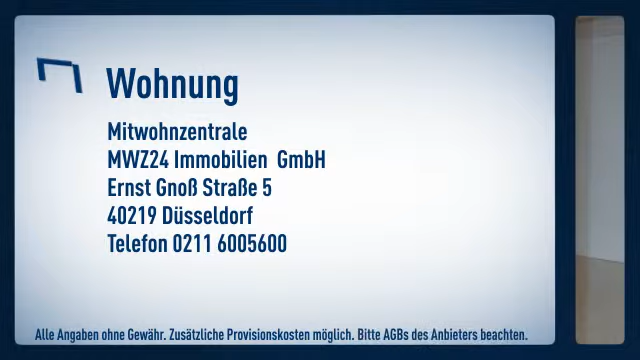 Wohnung
Mitwohnzentrale
MWZ24 Immobilien GmbH
Ernst Gnoß Straße 5
40219 Düsseldorf
Telefon 0211 6005600
Alle Angaben ohne Gewähr. Zusätzliche Provisionskosten möglich. Bitte AGBs des Anbieters beachten.